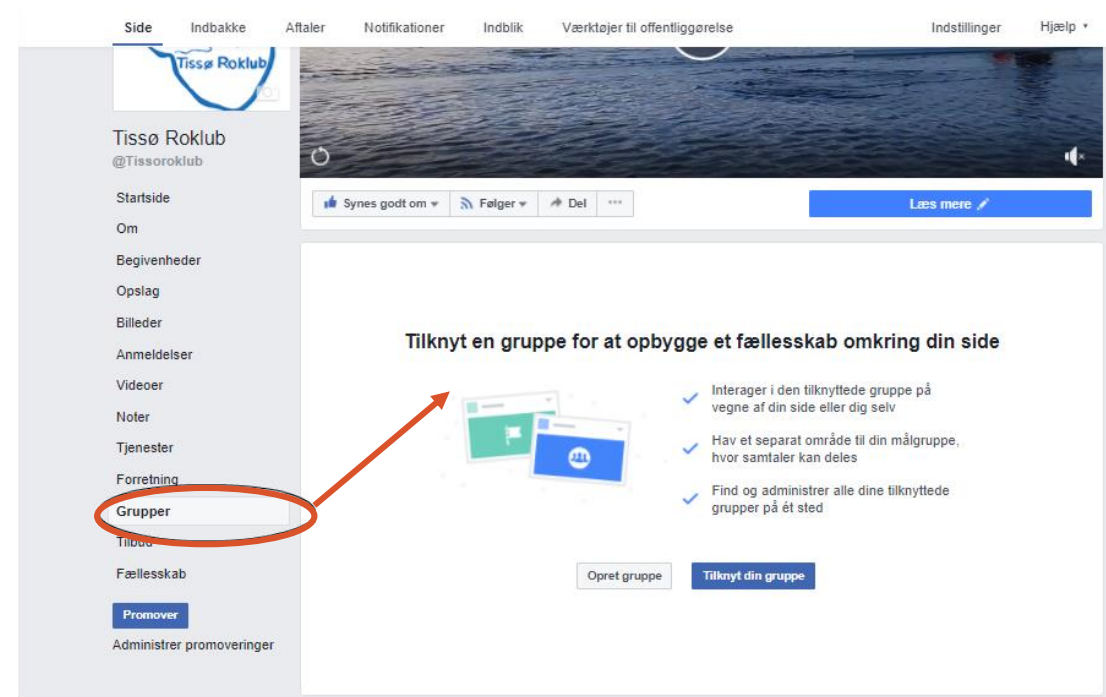 Side Indbakke Aftaler Notifikationer Indblik Værktøjer til offentliggørelse Indstillinger Hjælp
Tissø Roklub
Tissø Roklub
@Tissoroklub
Startside
Om
Begivenheder
Opslag
Billeder
Anmeldelser
Videoer
Noter
Tjenester
Forretning
Grupper
Tilbud
Fællesskab
Promover
Administrer promoveringer
Synes godt om Følger Del ... Læs mere
Tilknyt en gruppe for at opbygge et fællesskab omkring din side
Interager i den tilknyttede gruppe på
vegne af din side eller dig selv
Hav et separat område til din målgruppe,
hvor samtaler kan deles
Find og administrer alle dine tilknyttede
grupper på ét sted
Opret gruppe Tilknyt din gruppe